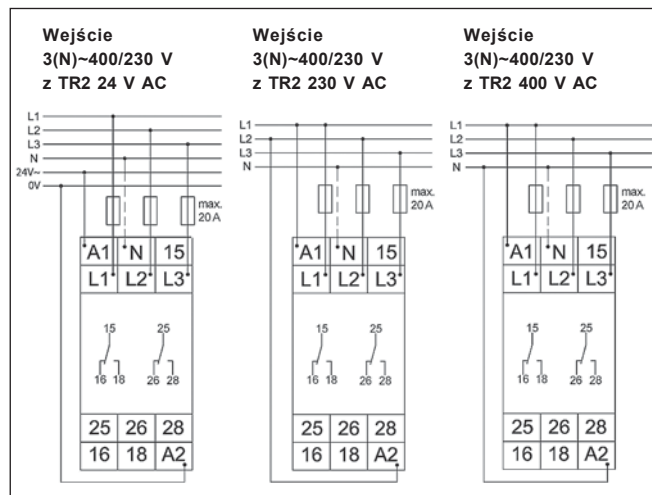 Wejście
3(N)~400/230 V
z TR2 24 V AC
L1
L2
L3
N
24V~
0V
max.
20 A
A1 N 15
L1 L2 L3
15 25
16 18 26 28
25 26 28
16 18 A2
Wejście
3(N)~400/230 V
z TR2 230 V AC
L1
L2
L3
N
max.
20 A
A1 N 15
L1 L2 L3
15 25
16 18 26 28
25 26 28
16 18 A2
Wejście
3(N)~400/230 V
z TR2 400 V AC
L1
L2
L3
N
max.
20 A
A1 N 15
L1 L2 L3
15 25
16 18 26 28
25 26 28
16 18 A2